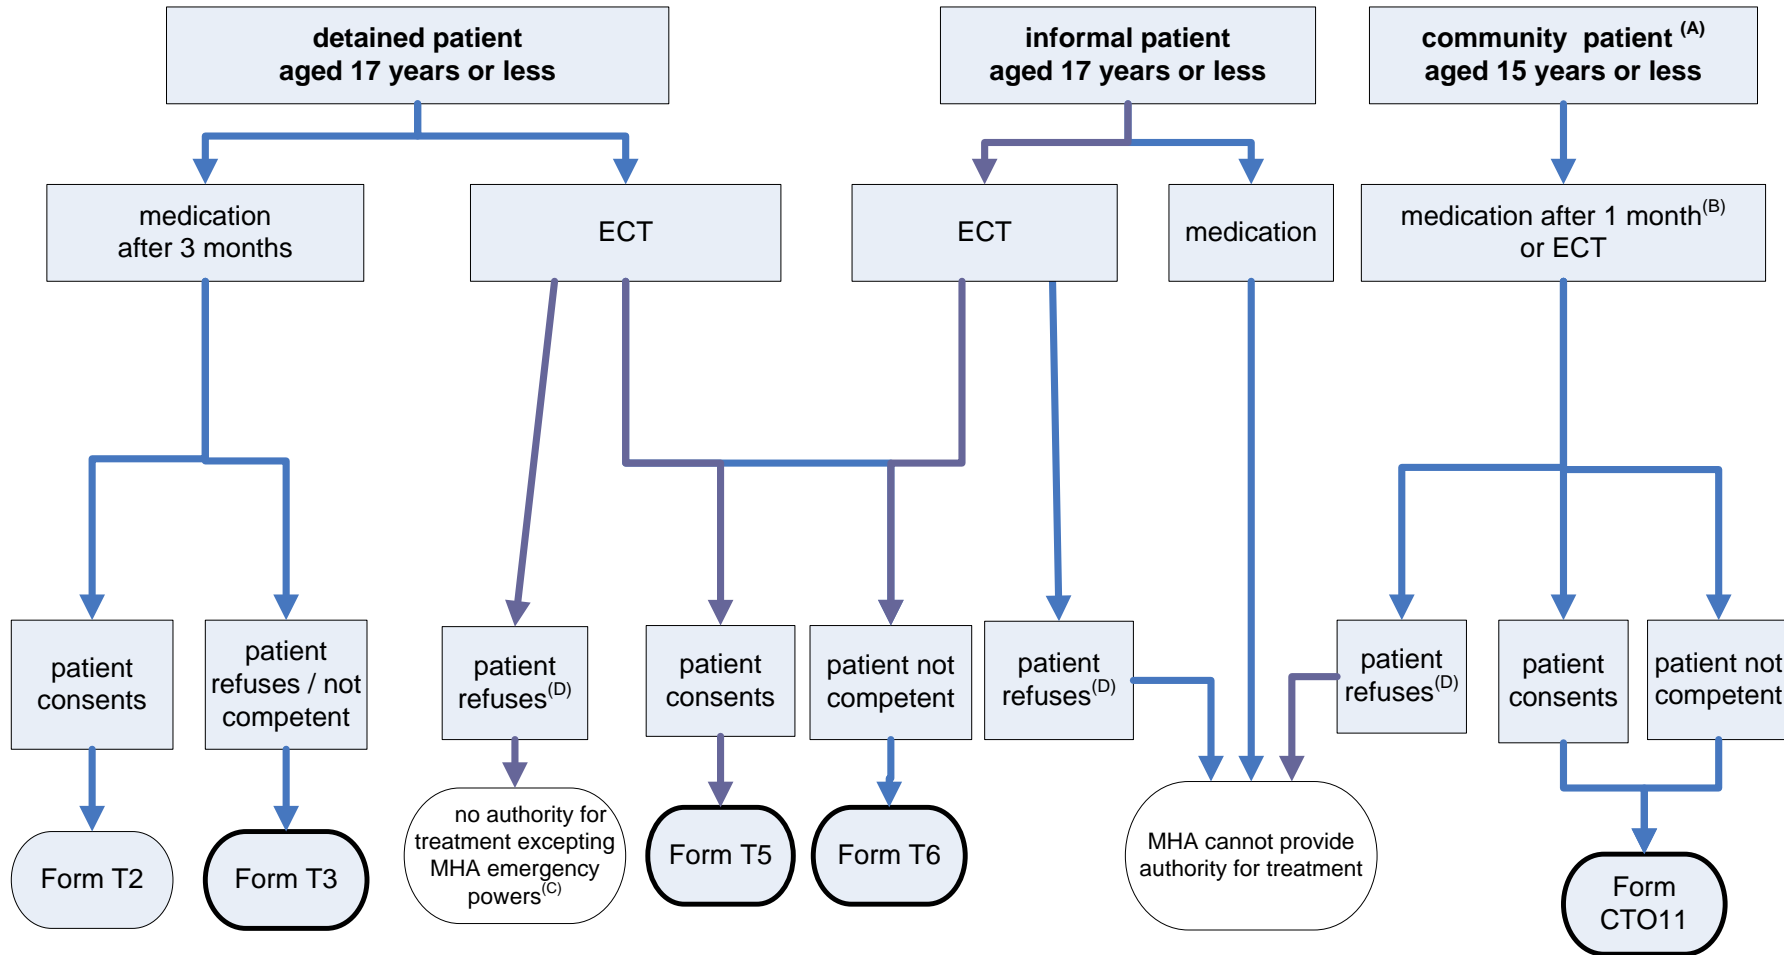 detained patient
aged 17 years or less
informal patient
aged 17 years or less
community patient (A)
aged 15 years or less
medication
after 3 months
ECT
ECT
medication
medication after 1 month(B)
or ECT
patient
consents
patient
refuses / not
competent
patient
refuses(D)
patient
consents
patient not
competent
patient
refuses(D)
patient
refuses(D)
patient
consents
patient not
competent
Form T2
Form T3
no authority for
treatment excepting
MHA emergency
powers(C)
Form T5
Form T6
MHA cannot provide
authority for treatment
Form
CTO11